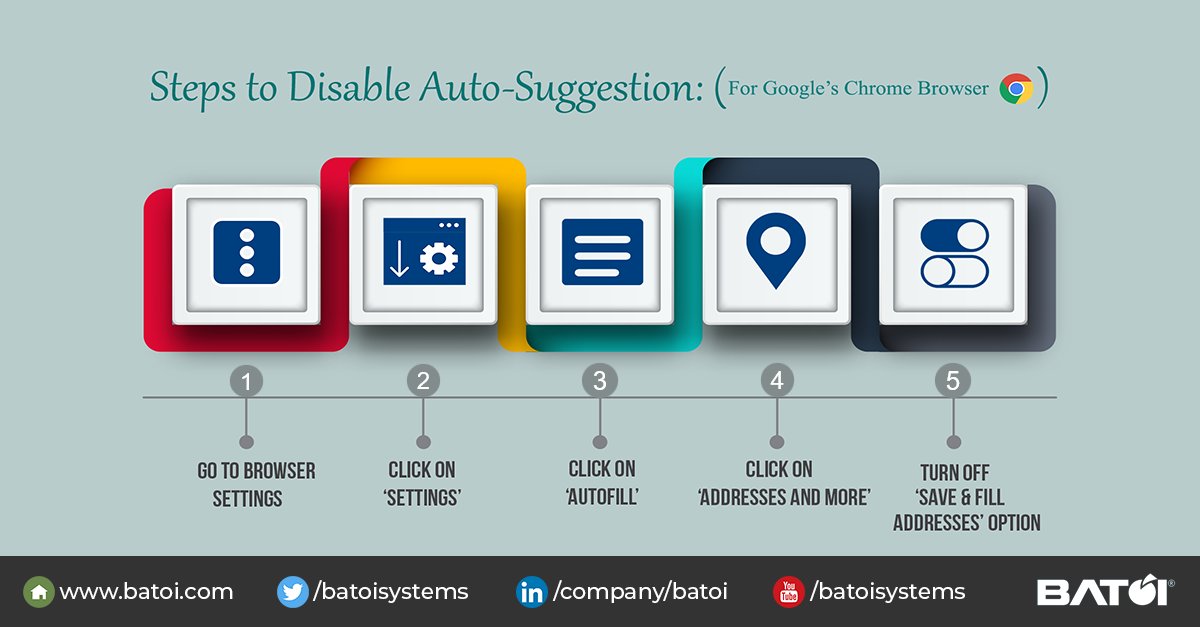 Steps to Disable Auto-Suggestion: (For Google's Chrome Browser )
1 2 3 4 5
GO TO BROWSER
SETTINGS
CLICK ON
'SETTINGS'
CLICK ON
'AUTOFILL'
CLICK ON
'ADDRESSES AND MORE'
TURN OFF
'SAVE & FILL
ADDRESSES' OPTION
www.batoi.com /batoisystems in /company/batoi You Tube /batoisystems BATOI®